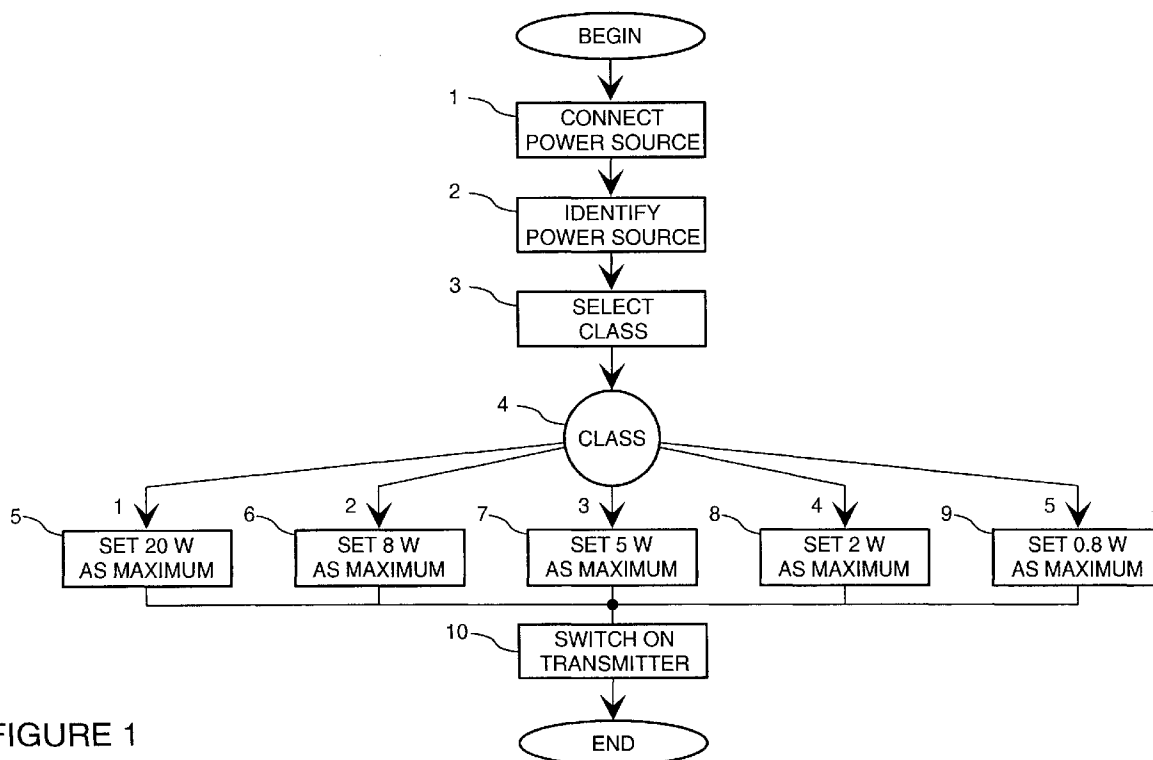 BEGIN
1
CONNECT
POWER SOURCE
2
IDENTIFY
POWER SOURCE
3
SELECT
CLASS
4
CLASS
1
2
3
4
5
5
SET 20 W
AS MAXIMUM
6
SET 8 W
AS MAXIMUM
7
SET 5 W
AS MAXIMUM
8
SET 2 W
AS MAXIMUM
9
SET 0.8 W
AS MAXIMUM
10
SWITCH ON
TRANSMITTER
END
FIGURE 1